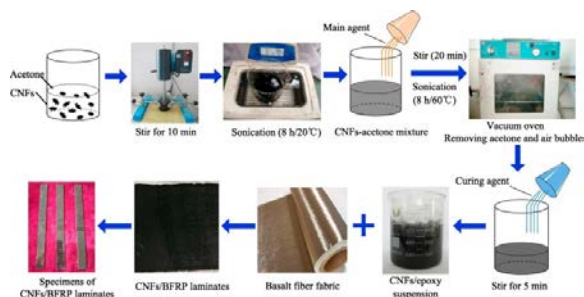 Acetone
CNFs
Stir for 10 min
Sonication (8 h/20℃)
Main agent
CNFs-acetone mixture
Stir (20 min)
Sonication
(8 h/60℃)
Vacuum oven
Removing acetone and air bubbles
Curing agent
Stir for 5 min
CNFs/epoxy
suspension
Basalt fiber fabric
CNFs/BFRP laminates
Specimens of
CNFs/BFRP laminates